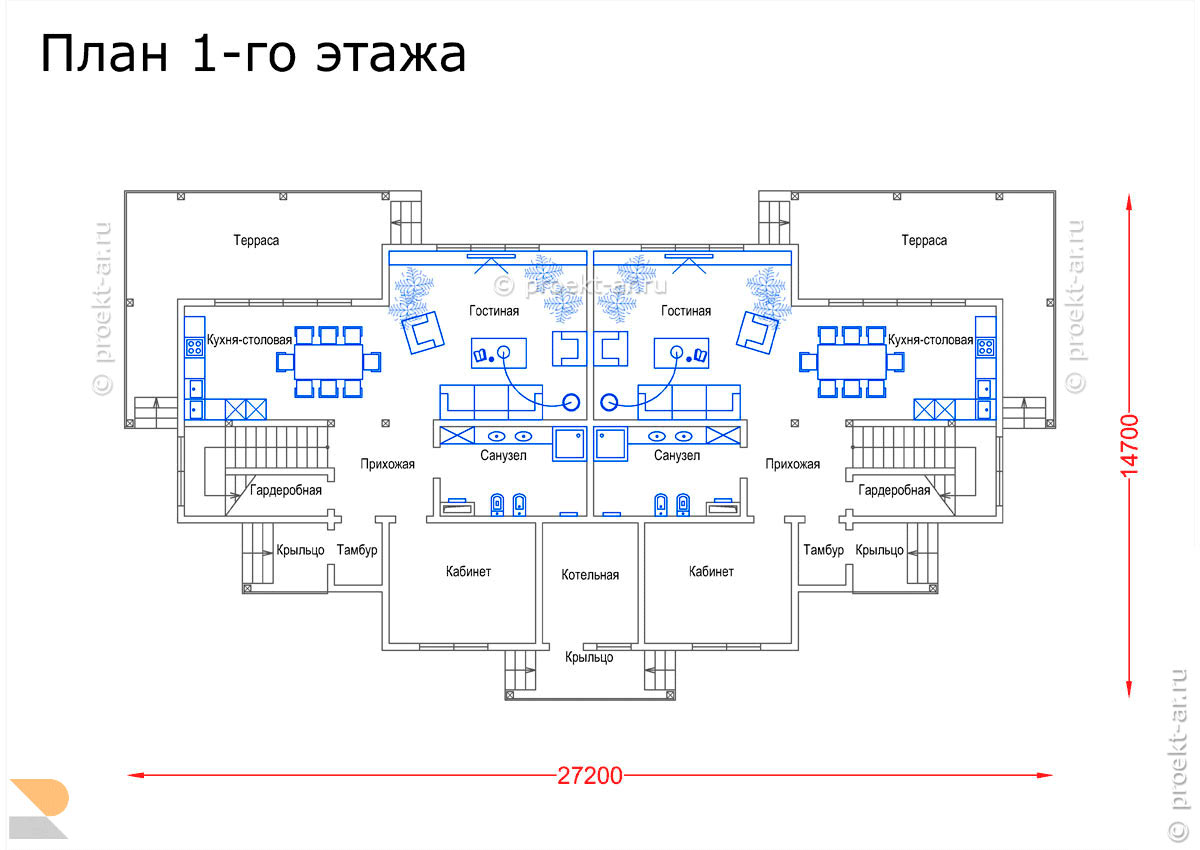 План 1-го этажа
Терраса
Терраса
© proekt-ar.ru
© proekt-ar.ru
© proekt-ar.ru
Гостиная
Гостиная
Кухня-столовая
Кухня-столовая
Санузел
Санузел
Прихожая
Прихожая
14700
Гардеробная
Гардеробная
Крыльцо
Тамбур
Тамбур
Крыльцо
Кабинет
Котельная
Кабинет
Крыльцо
27200
© proekt-ar.ru